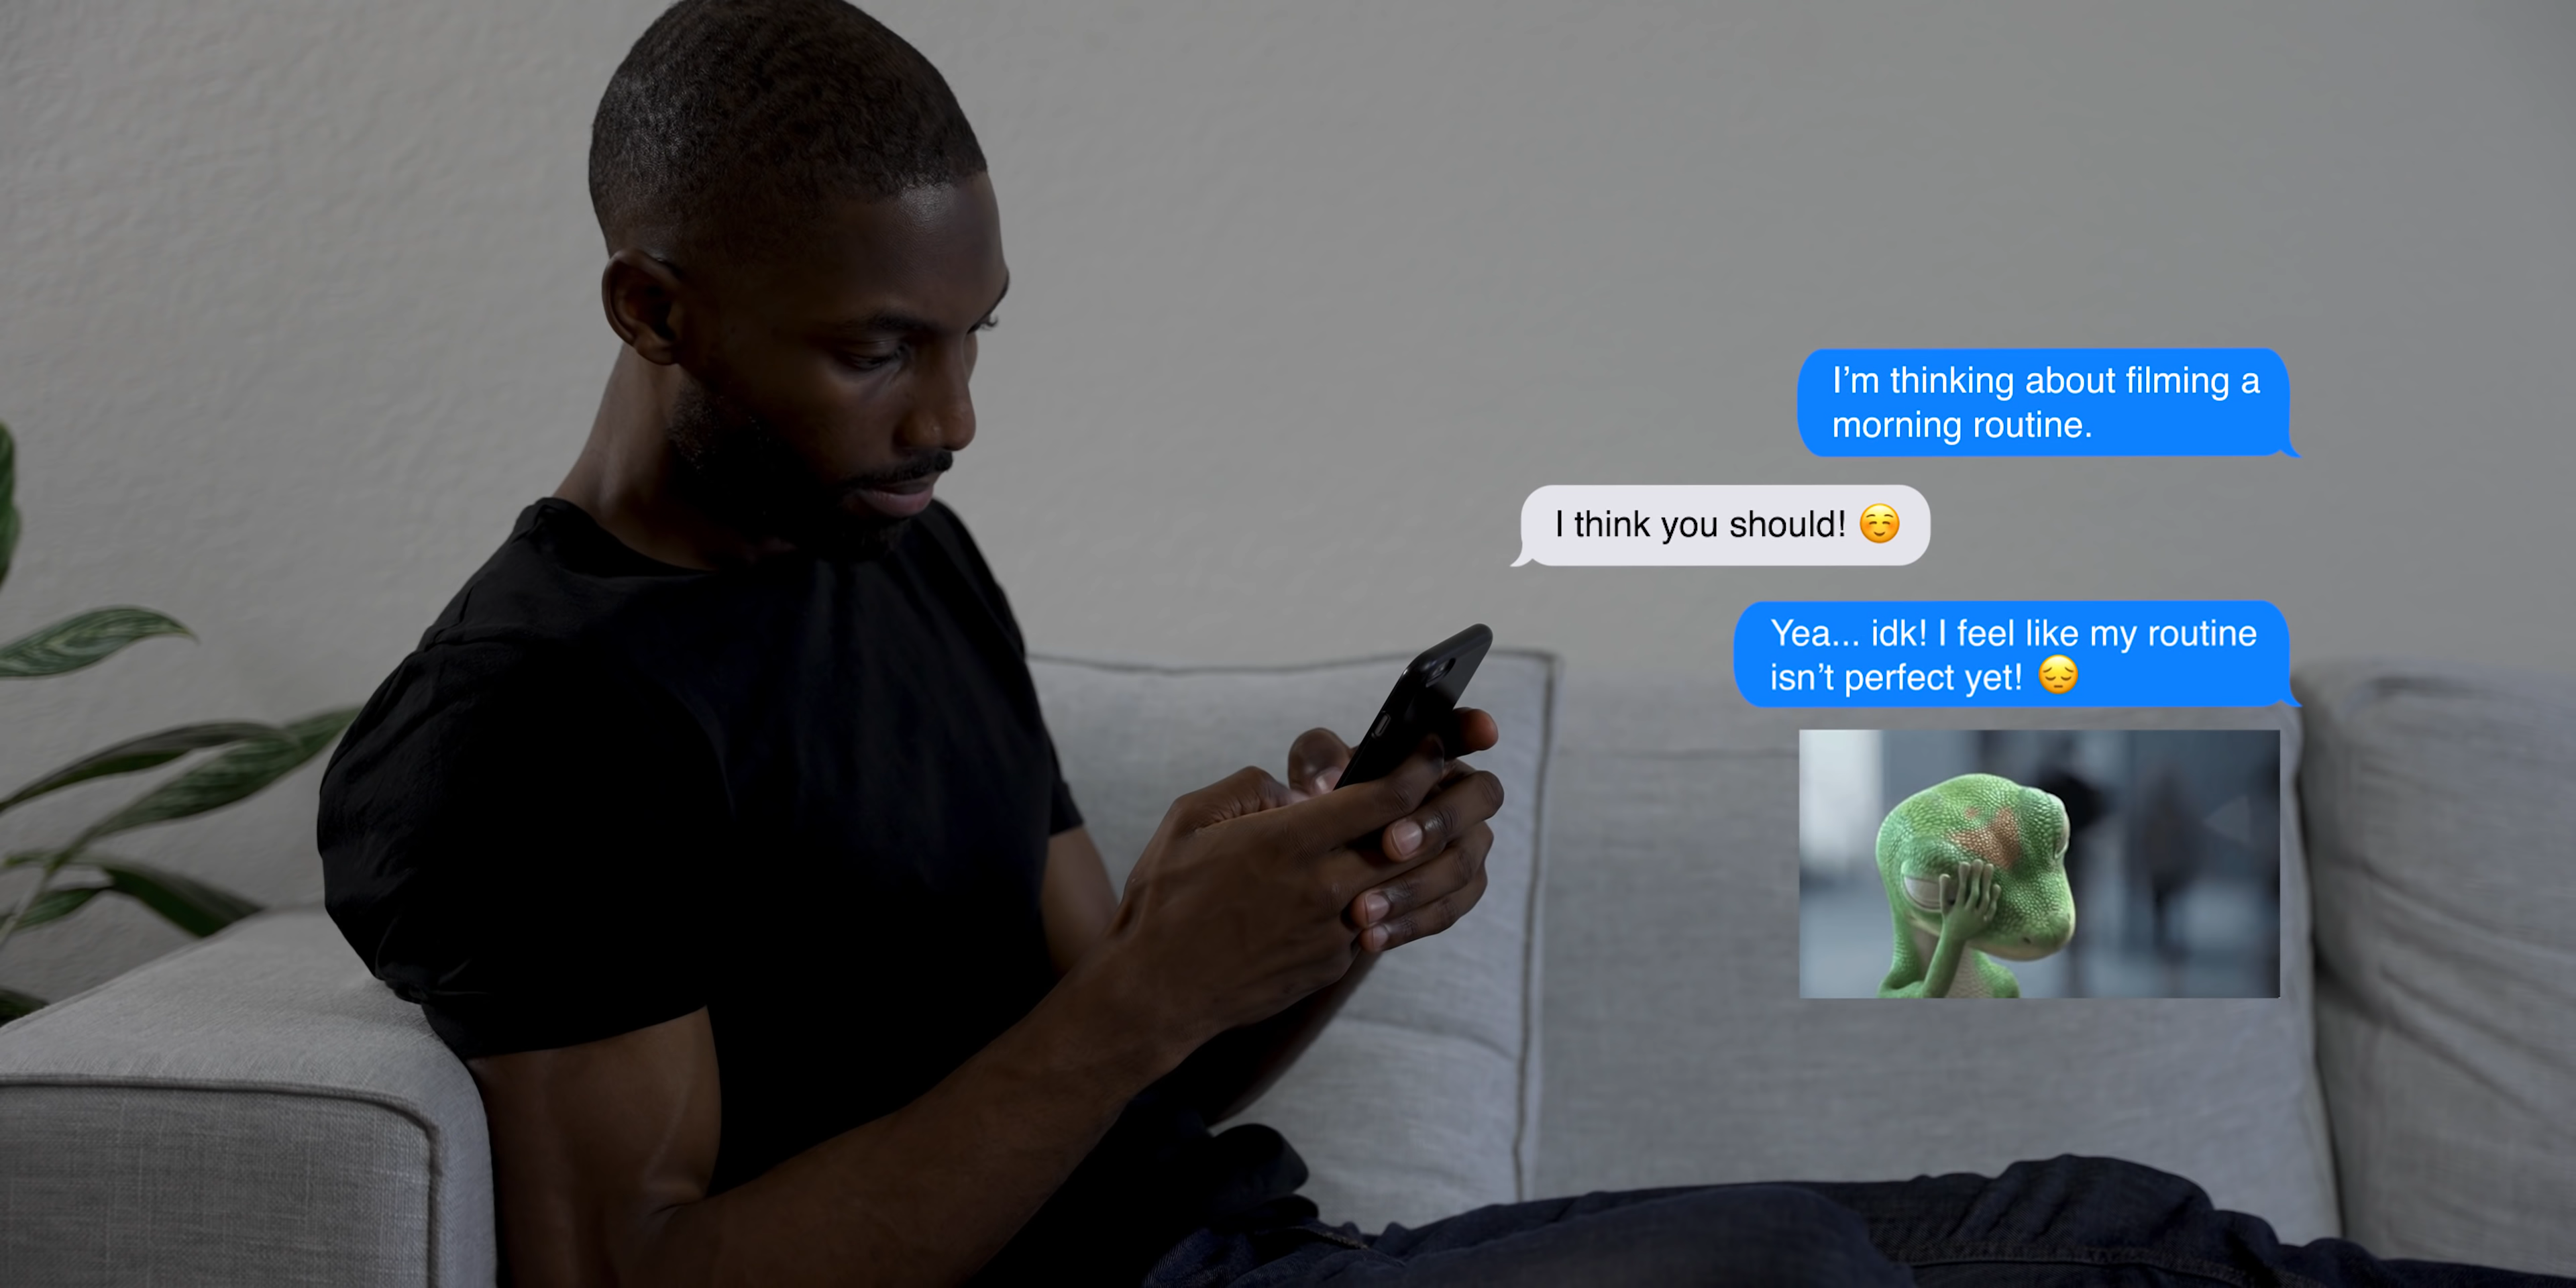 I’m thinking about filming a
morning routine.
I think you should! ☺️
Yea... idk! I feel like my routine
isn’t perfect yet! 😔